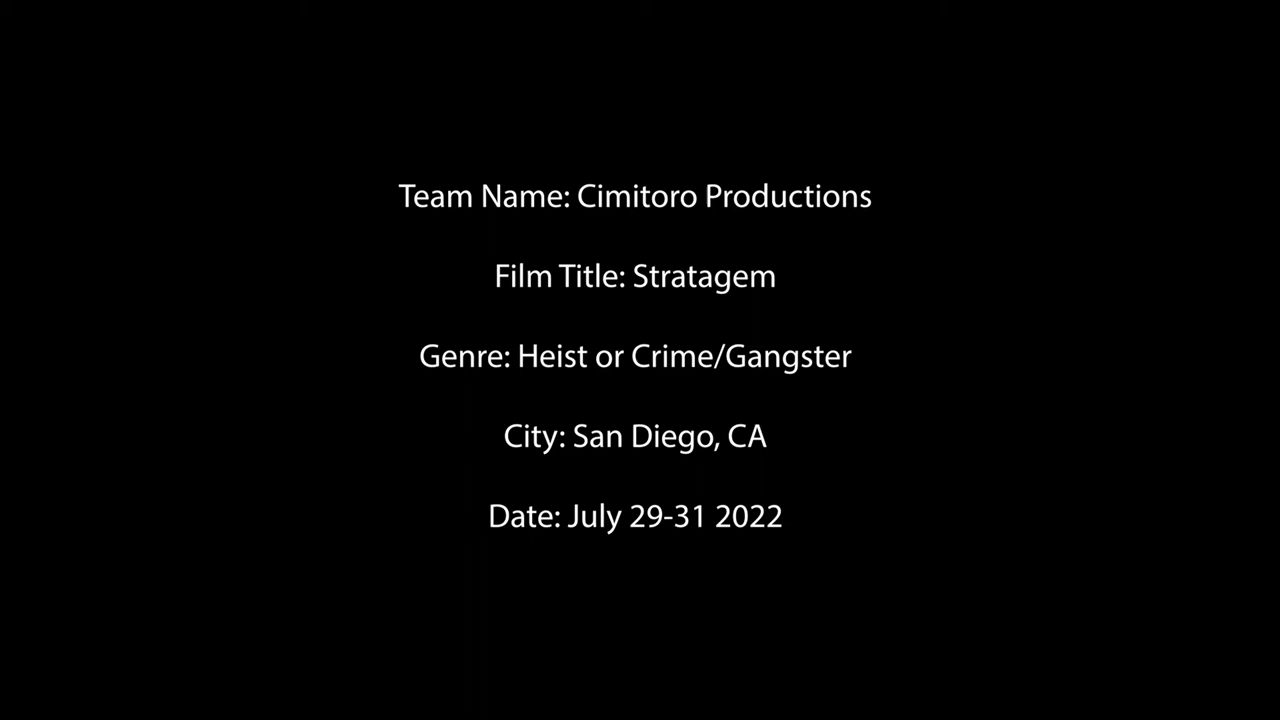 Team Name: Cimitoro Productions
Film Title: Stratagem
Genre: Heist or Crime/Gangster
City: San Diego, CA
Date: July 29-31 2022